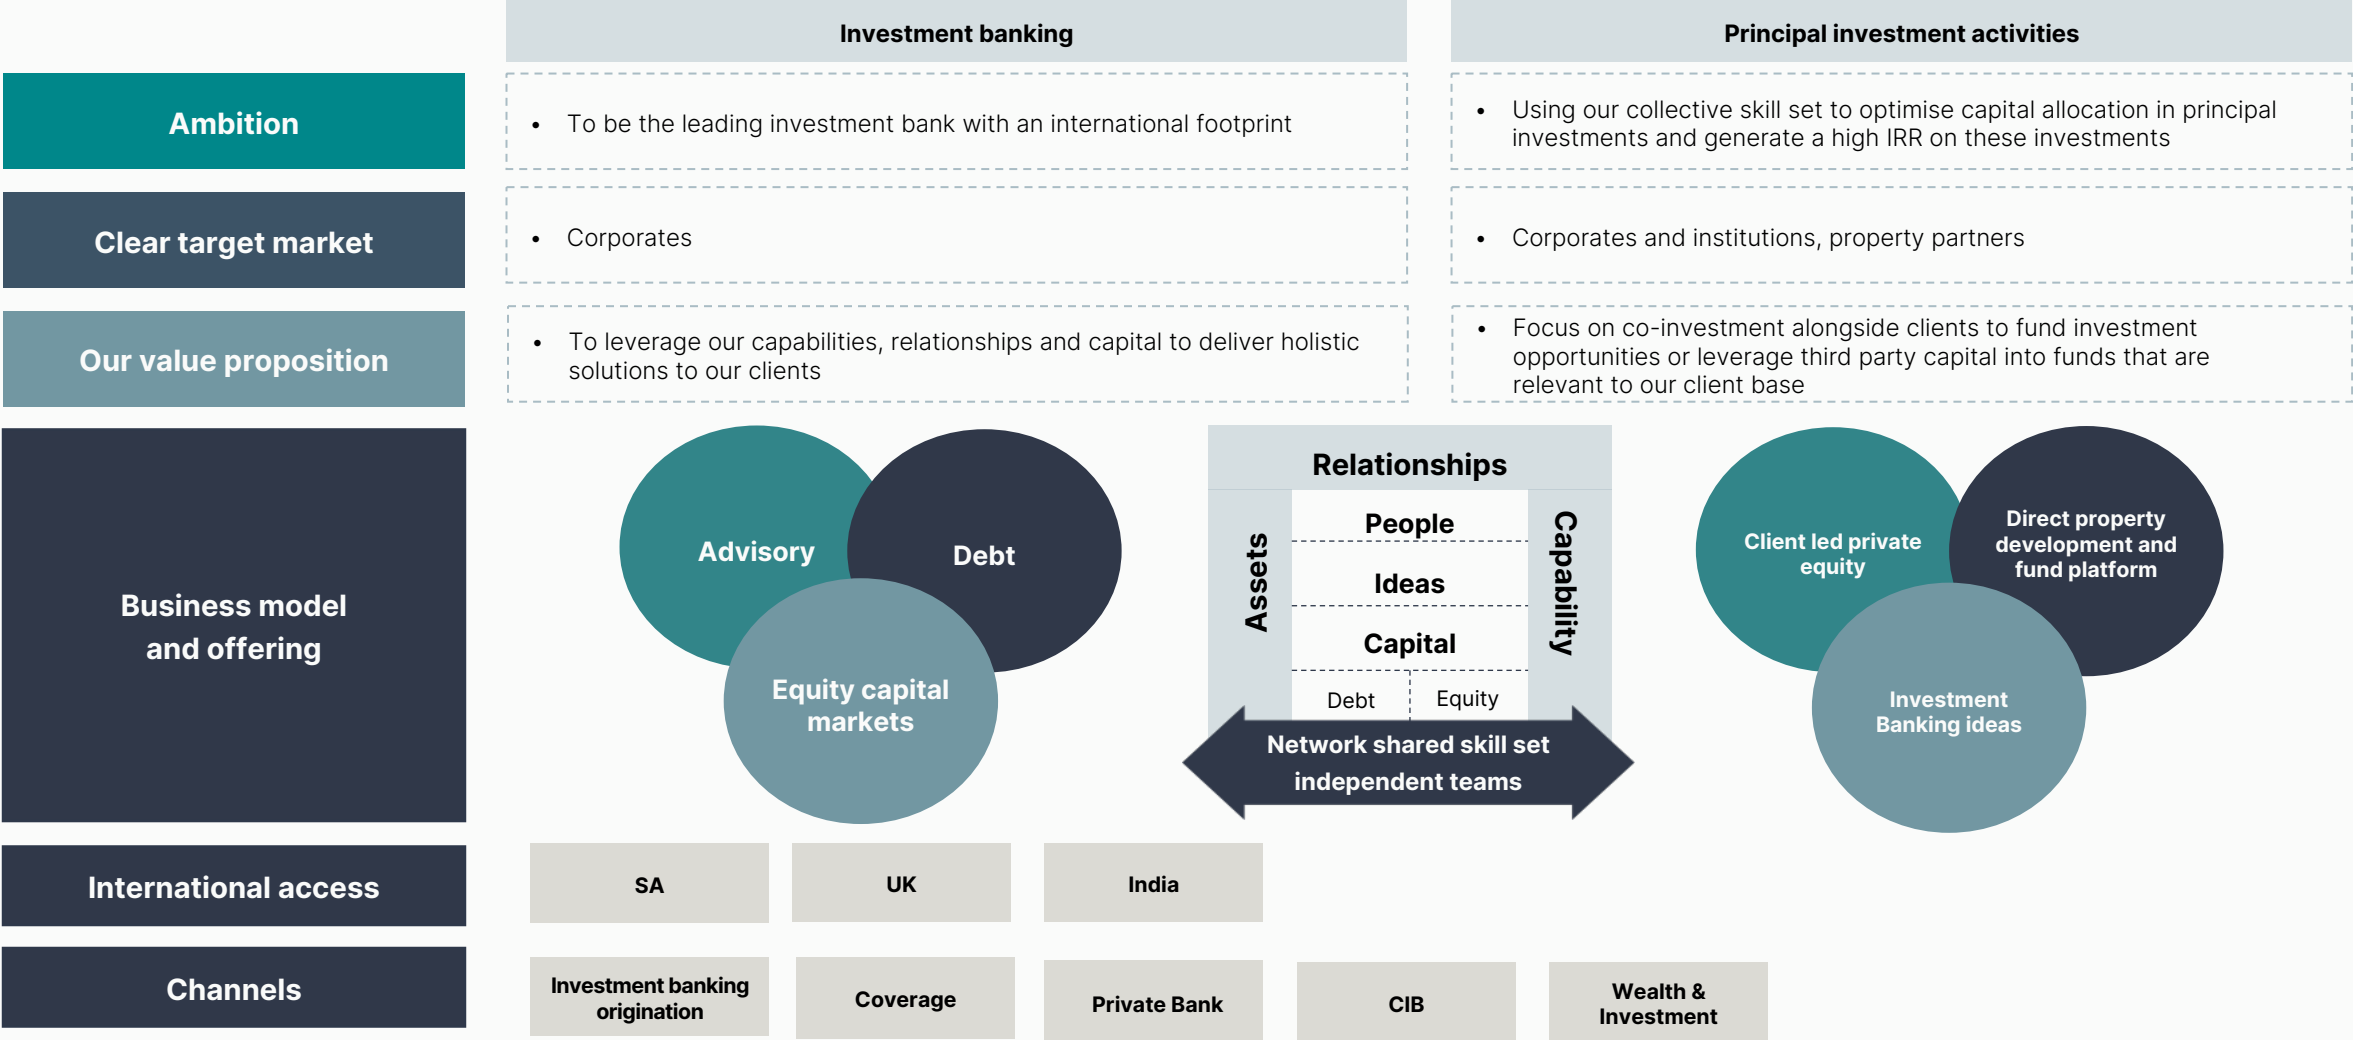 Investment banking
Principal investment activities
Ambition
• To be the leading investment bank with an international footprint
• Using our collective skill set to optimise capital allocation in principal
investments and generate a high IRR on these investments
Clear target market
• Corporates
• Corporates and institutions, property partners
Our value proposition
• To leverage our capabilities, relationships and capital to deliver holistic
solutions to our clients
• Focus on co-investment alongside clients to fund investment
opportunities or leverage third party capital into funds that are
relevant to our client base
Business model
and offering
Advisory
Debt
Equity capital
markets
Relationships
Assets
People
Ideas
Capital
Debt
Equity
Capability
Network shared skill set
independent teams
Client led private
equity
Direct property
development and
fund platform
Investment
Banking ideas
International access
SA
UK
India
Channels
Investment banking
origination
Coverage
Private Bank
CIB
Wealth &
Investment